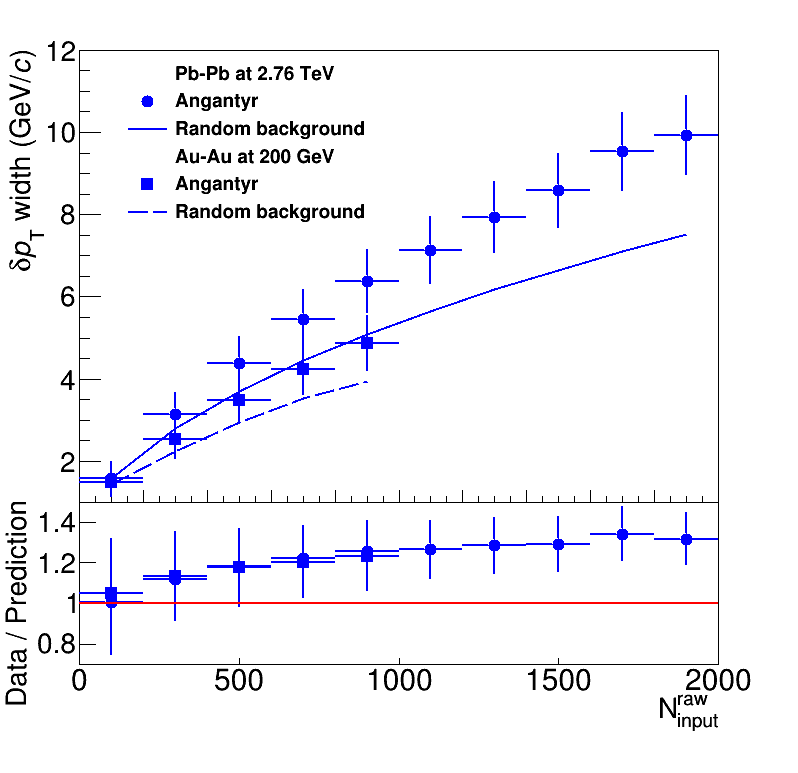 12
10
8
6
4
2
δp_T width (GeV/c)
Pb-Pb at 2.76 TeV
Angantyr
Random background
Au-Au at 200 GeV
Angantyr
Random background
1.4
1.2
1
0.8
Data / Prediction
0 500 1000 1500 2000
N^raw_input